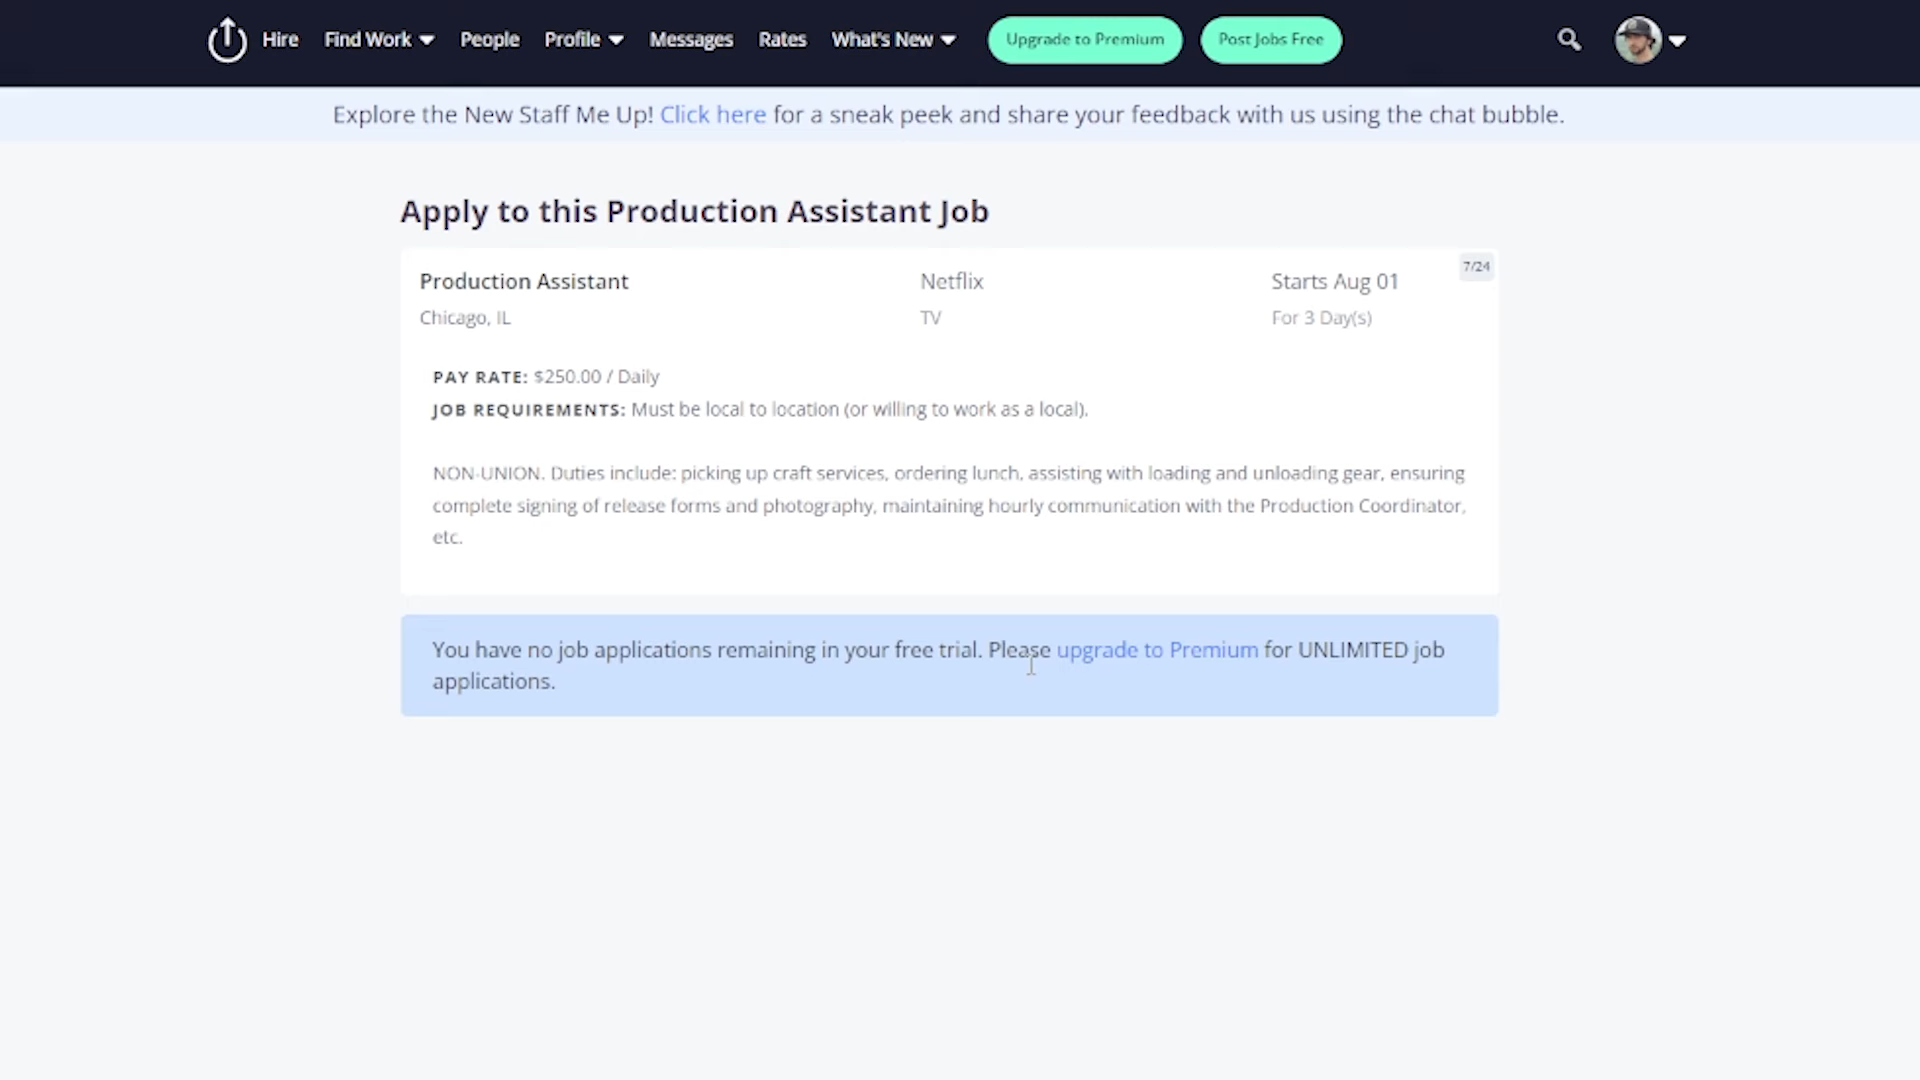 Hire Find Work People Profile Messages Rates What's New Upgrade to Premium Post Jobs Free
Explore the New Staff Me Up! Click here for a sneak peek and share your feedback with us using the chat bubble.
Apply to this Production Assistant Job
7/24
Production Assistant Netflix Starts Aug 01
Chicago, IL TV For 3 Day(s)
PAY RATE: $250.00 / Daily
JOB REQUIREMENTS: Must be local to location (or willing to work as a local).
NON-UNION. Duties include: picking up craft services, ordering lunch, assisting with loading and unloading gear, ensuring
complete signing of release forms and photography, maintaining hourly communication with the Production Coordinator,
etc.
You have no job applications remaining in your free trial. Please upgrade to Premium for UNLIMITED job
applications.